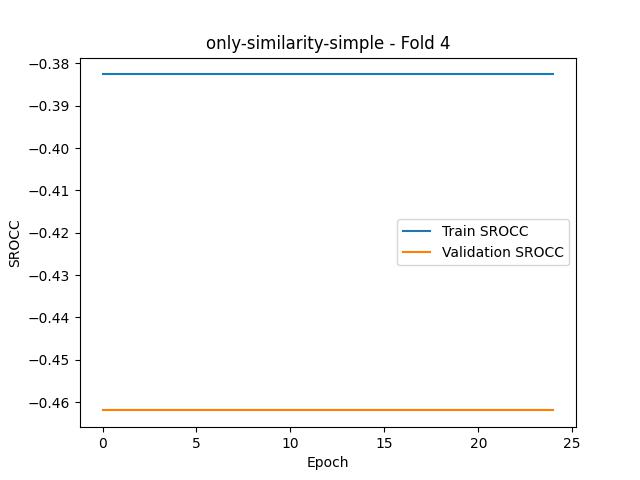 only-similarity-simple - Fold 4
−0.38
−0.39
−0.40
−0.41
−0.42
−0.43
−0.44
−0.45
−0.46
SROCC
Train SROCC
Validation SROCC
0 5 10 15 20 25
Epoch